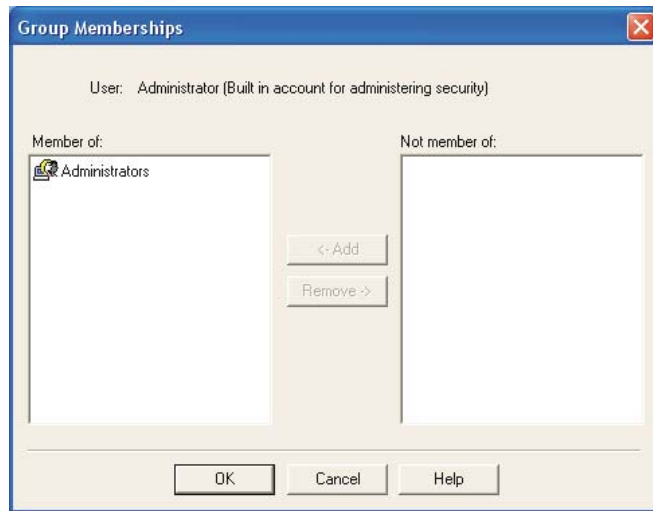 Group Memberships
User: Administrator (Built in account for administering security)
Member of:
Not member of:
Administrators
<- Add
Remove ->
OK
Cancel
Help